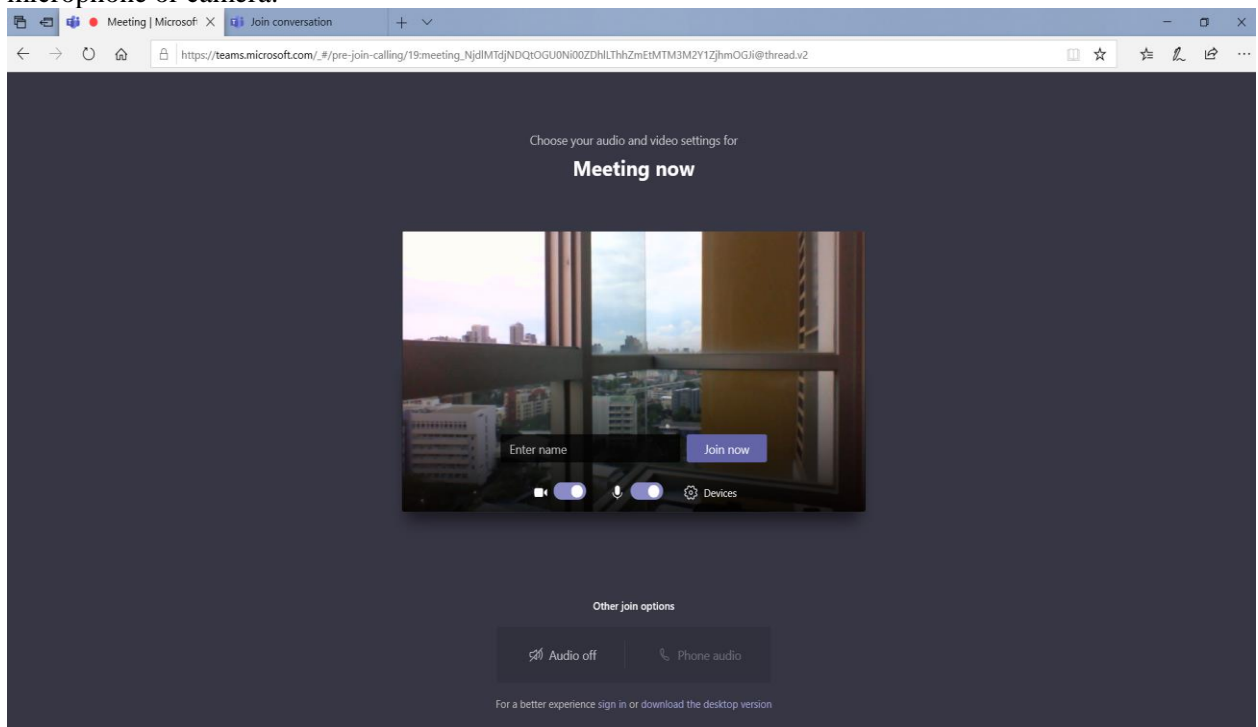 microphone or camera.
Meeting | Microsoft
Join conversation
https://teams.microsoft.com/_#/pre-join-calling/19:meeting_NjdlMTdjNDQtOGU0Ni00ZDhlLThhZmEtMTM3M2Y1ZjhmOGJi@thread.v2
Choose your audio and video settings for
Meeting now
Enter name
Join now
Devices
Other join options
Audio off
Phone audio
For a better experience sign in or download the desktop version